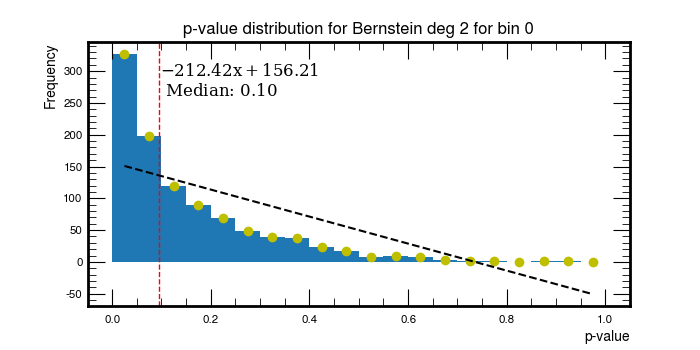 p-value distribution for Bernstein deg 2 for bin 0
Frequency
−212.42x + 156.21
Median: 0.10
300
250
200
150
100
50
0
-50
0.0 0.2 0.4 0.6 0.8 1.0
p-value